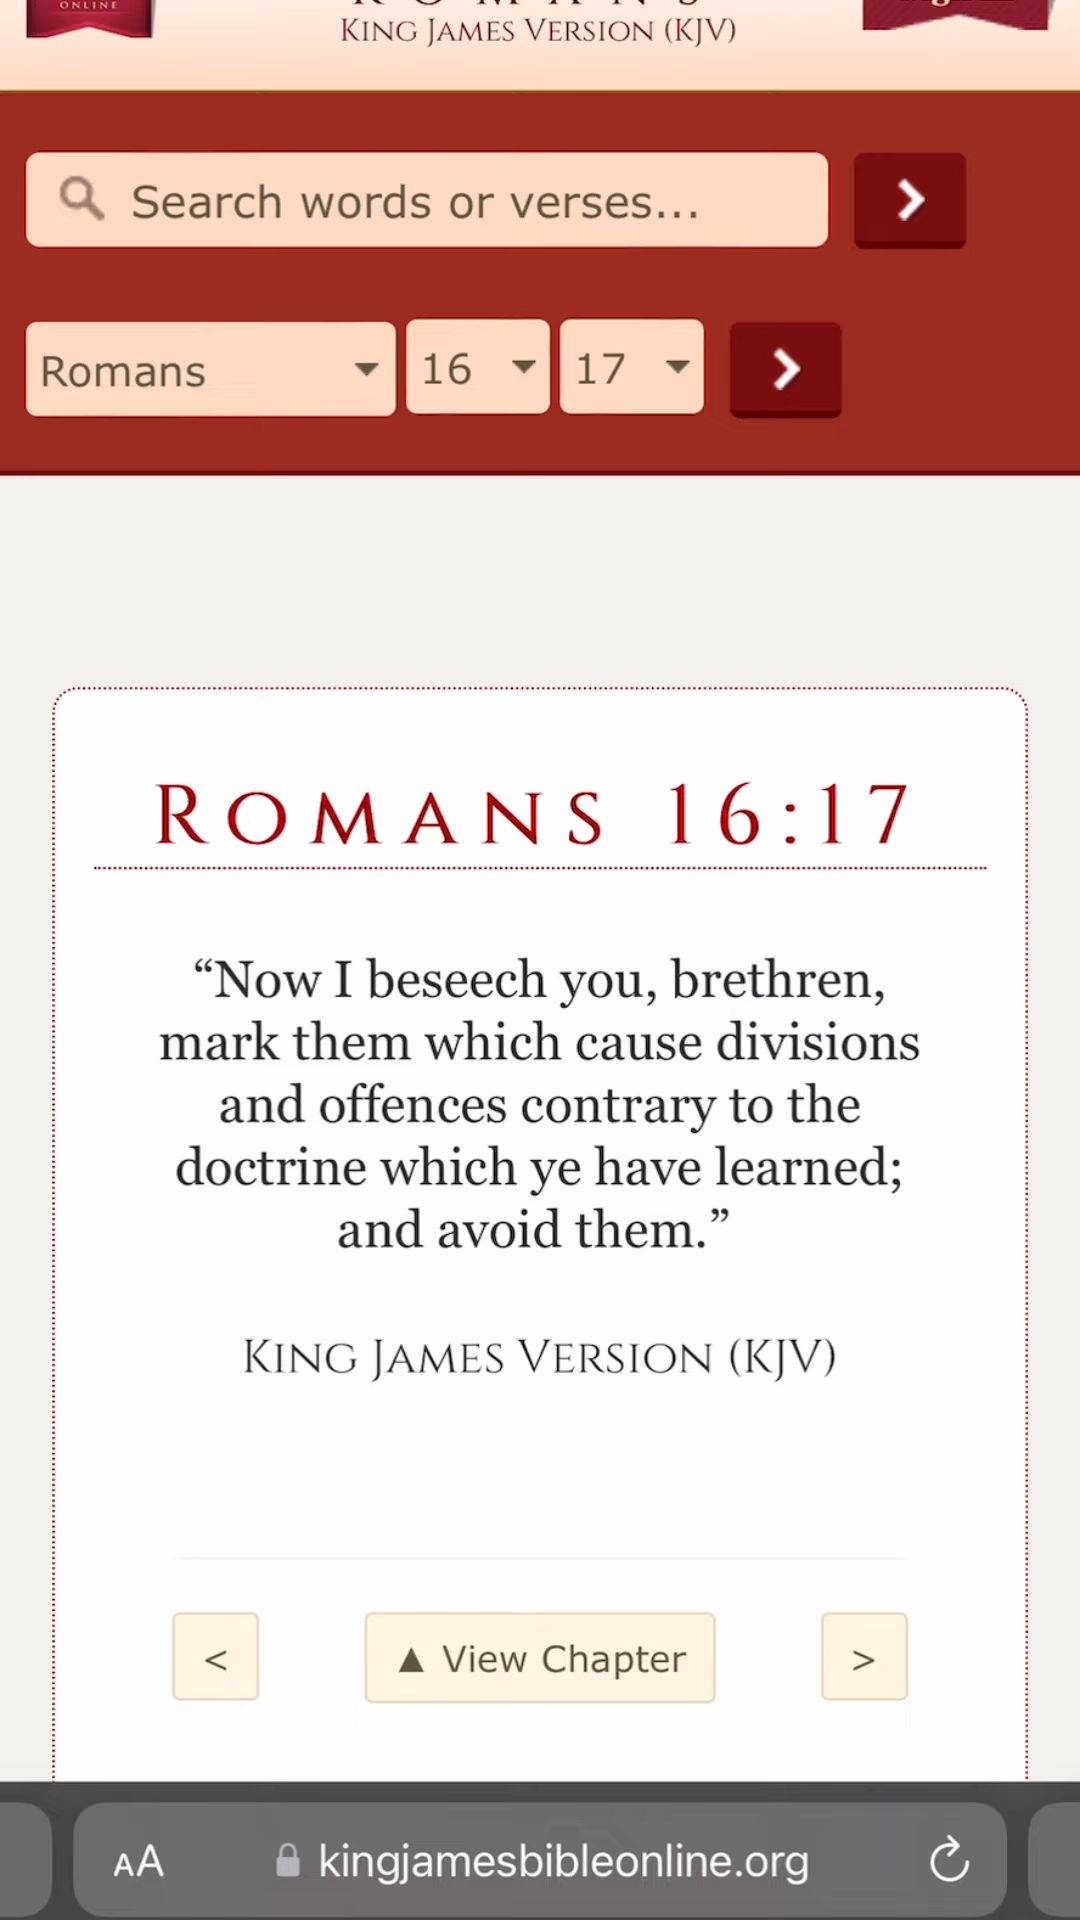 ONLINE
ROMANS
KING JAMES VERSION (KJV)
Search words or verses...
Romans 16 17
ROMANS 16:17
“Now I beseech you, brethren,
mark them which cause divisions
and offences contrary to the
doctrine which ye have learned;
and avoid them.”
KING JAMES VERSION (KJV)
< ▲ View Chapter >
AA kingjamesbibleonline.org